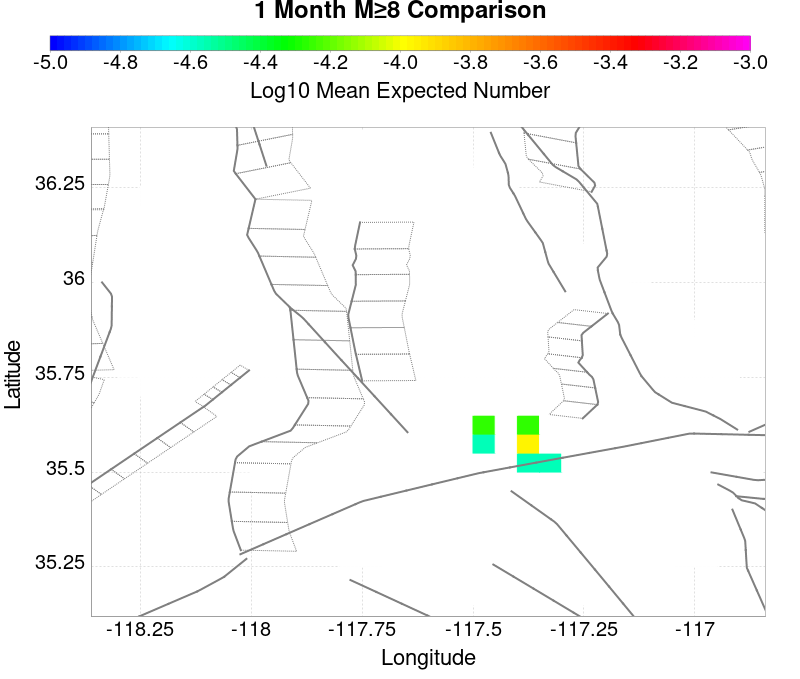 1 Month M≥8 Comparison
-5.0 -4.8 -4.6 -4.4 -4.2 -4.0 -3.8 -3.6 -3.4 -3.2 -3.0
Log10 Mean Expected Number
36.25
36
35.75
35.5
35.25
Latitude
-118.25 -118 -117.75 -117.5 -117.25 -117
Longitude